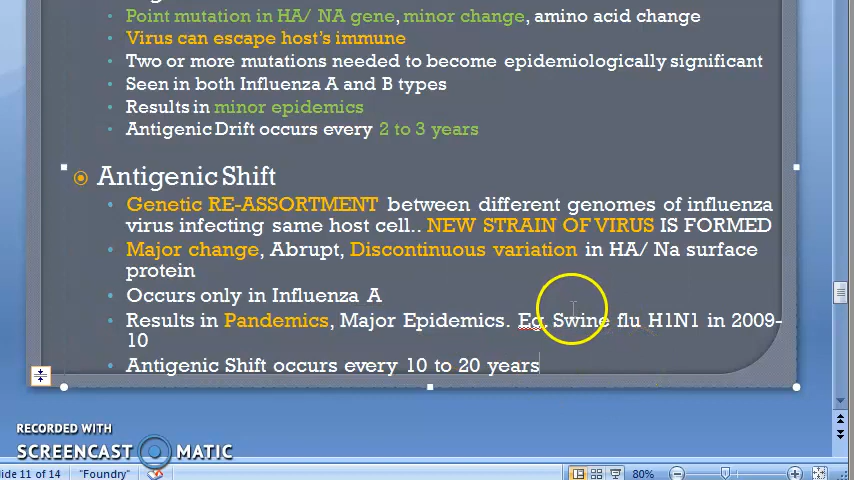 Point mutation in HA/ NA gene, minor change, amino acid change
Virus can escape host's immune
Two or more mutations needed to become epidemiologically significant
Seen in both Influenza A and B types
Results in minor epidemics
Antigenic Drift occurs every 2 to 3 years
Antigenic Shift
Genetic RE-ASSORTMENT between different genomes of influenza
virus infecting same host cell.. NEW STRAIN OF VIRUS IS FORMED
Major change, Abrupt, Discontinuous variation in HA/ Na surface
protein
Occurs only in Influenza A
Results in Pandemics, Major Epidemics. Eg. Swine flu H1N1 in 2009-
10
Antigenic Shift occurs every 10 to 20 years
RECORDED WITH
SCREENCAST MATIC
lide 11 of 14 "Foundry" 80%